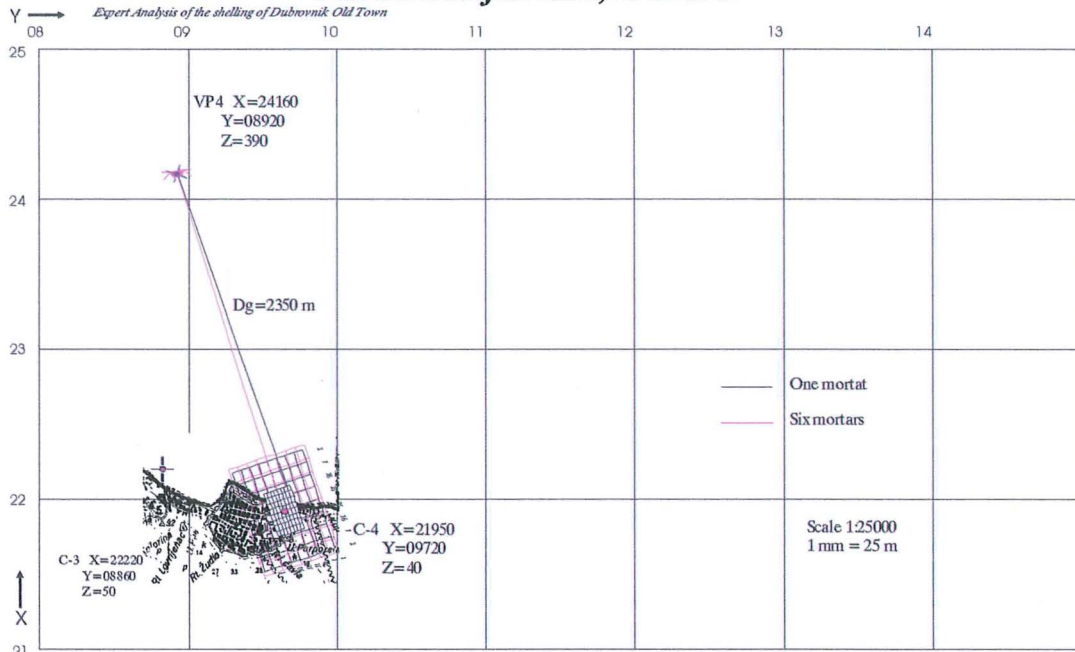 Y
Expert Analysis of the shelling of Dubrovnik Old Town
08 09 10 11 12 13 14
25
VP4 X=24160
Y=08920
Z=390
24
Dg=2350 m
23
One mortat
Six mortars
22
C-4 X=21950
Y=09720
Z=40
Scale 1:25000
1 mm = 25 m
C-3 X=22220
Y=08860
Z=50
X
21